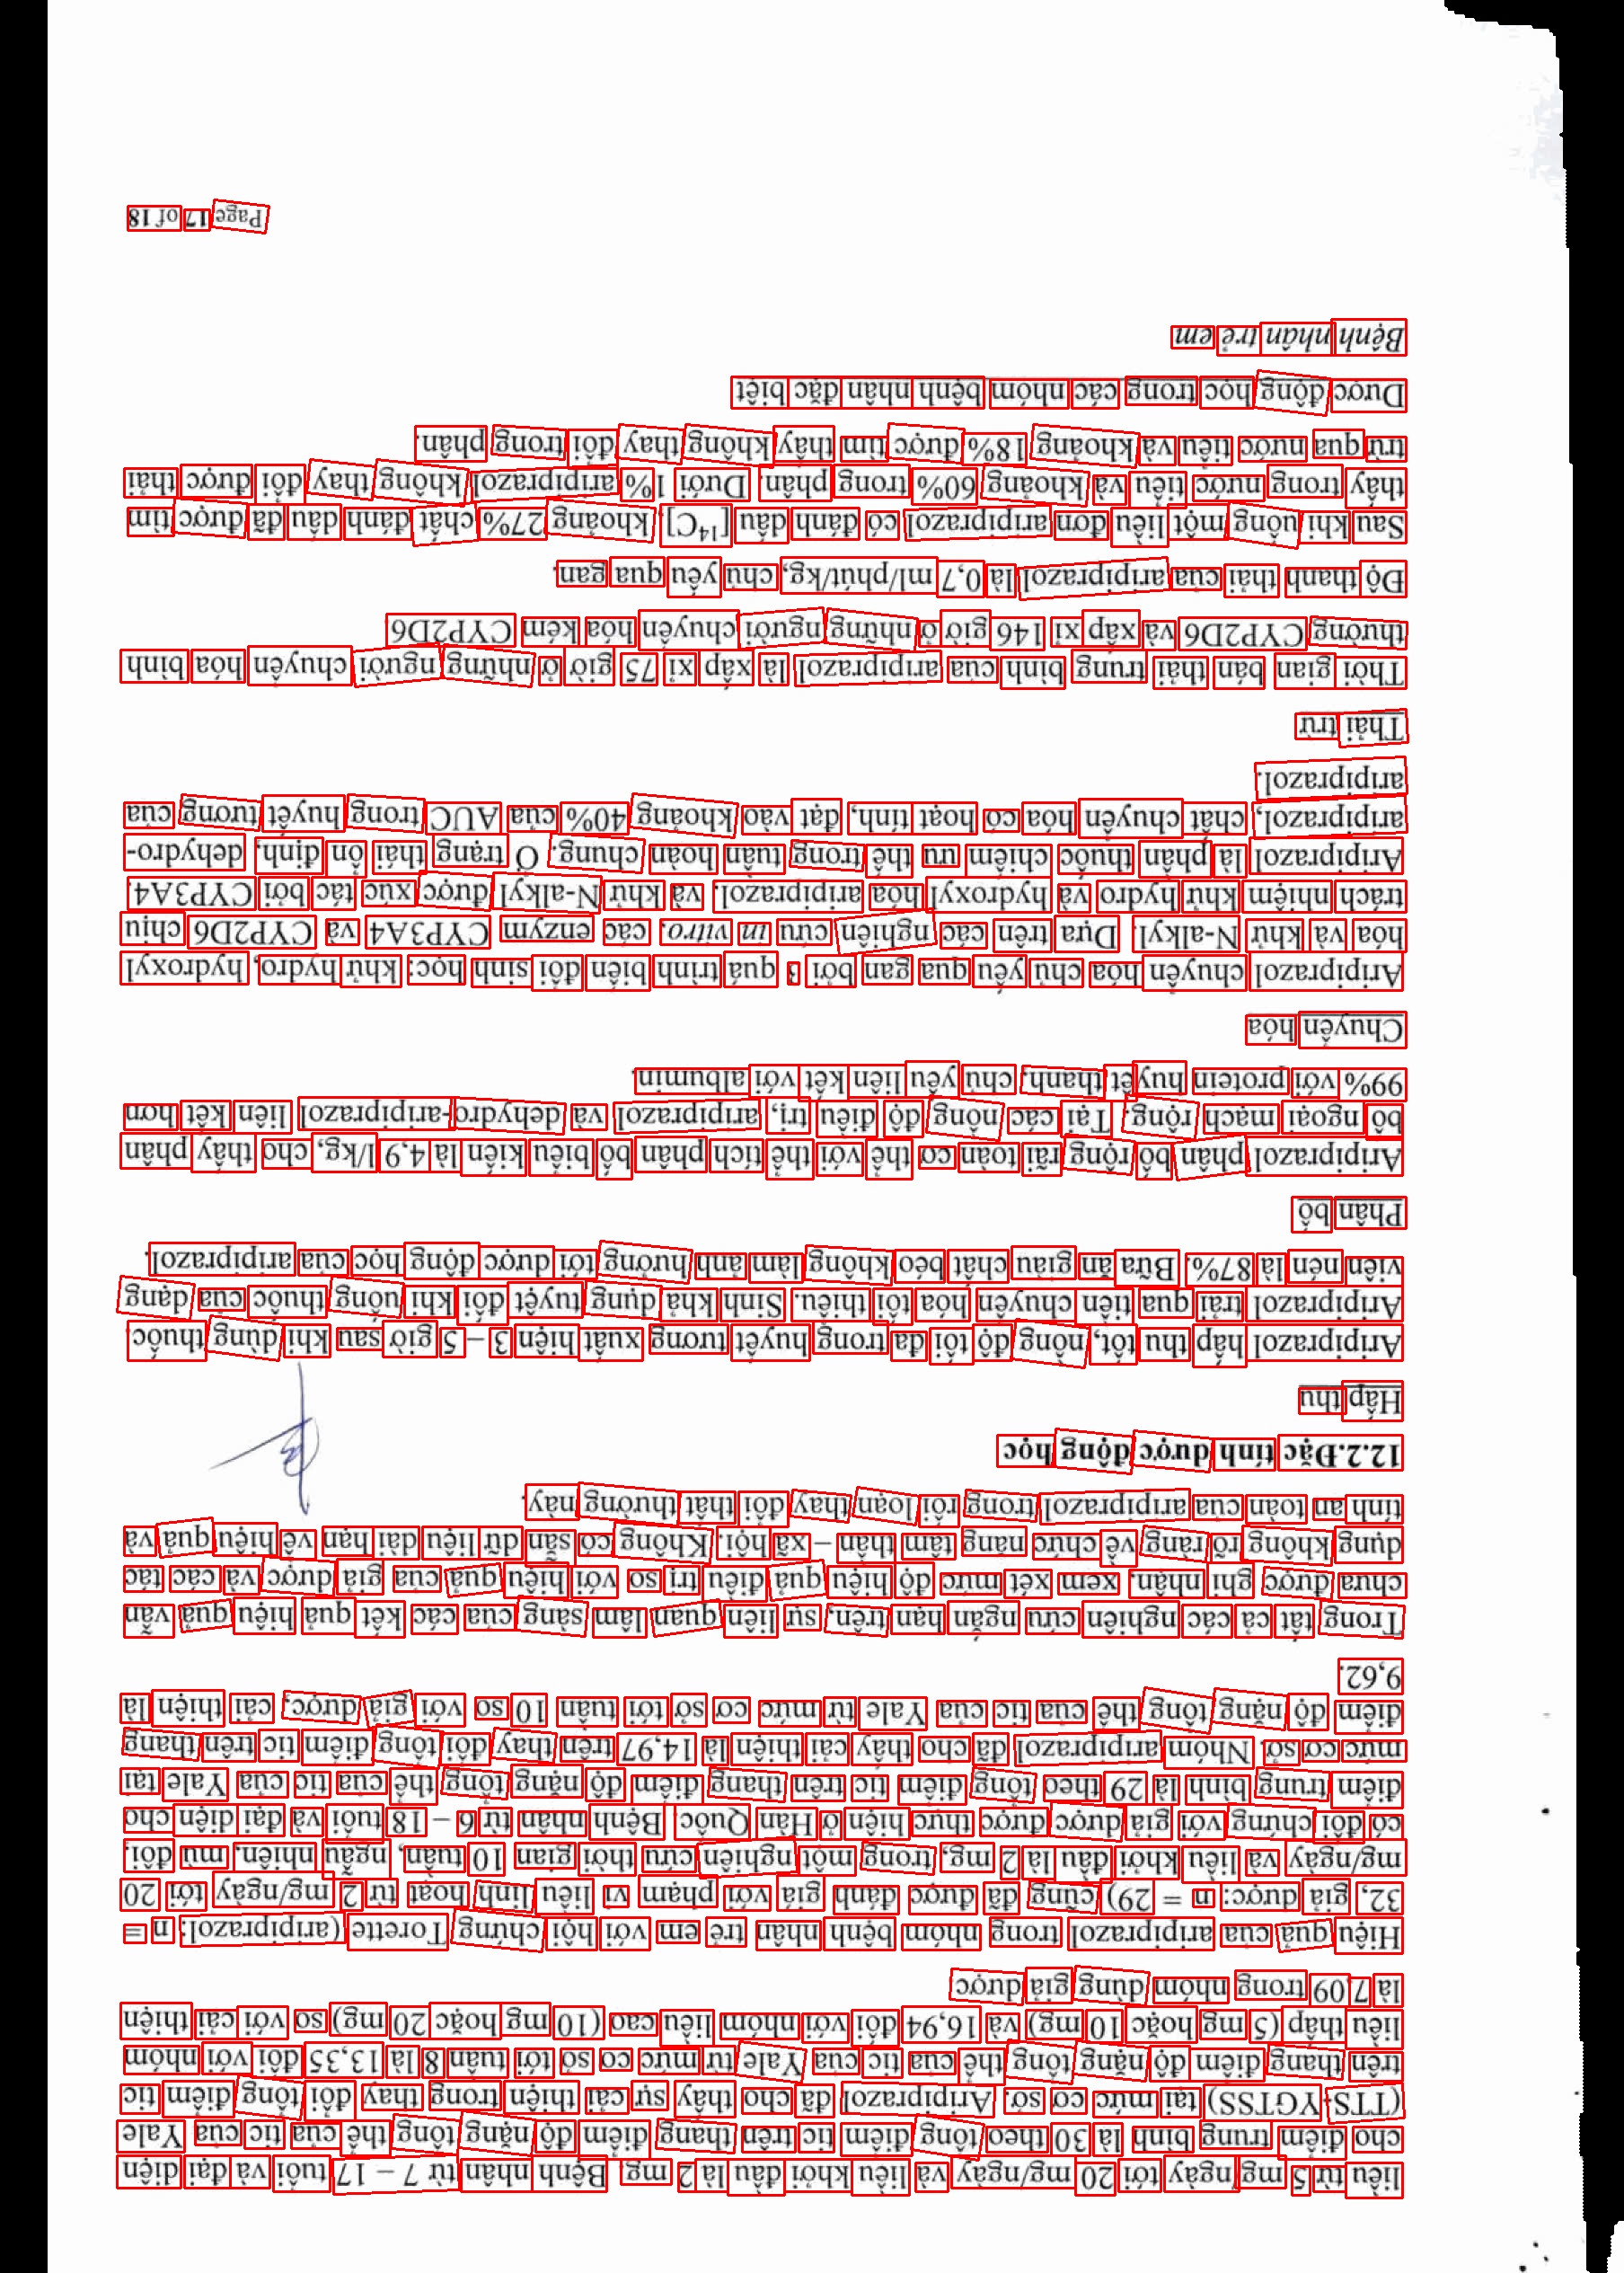 liều từ 5 mg/ngày tới 20 mg/ngày và liều khởi đầu là 2 mg. Bệnh nhân từ 7 – 17 tuổi và đại diện
cho điểm trung bình là 30 theo tổng điểm tic trên thang điểm độ nặng tổng thể của tic của Yale
(TTS-YGTSS) tại mức cơ sở. Aripiprazol đã cho thấy sự cải thiện trong thay đổi tổng điểm tic
trên thang điểm độ nặng tổng thể của tic của Yale từ mức cơ sở tới tuần 8 là 13,35 đối với nhóm
liều thấp (5 mg hoặc 10 mg) và 16,94 đối với nhóm liều cao (10 mg hoặc 20 mg) so với cải thiện
là 7,09 trong nhóm dùng giả dược
Hiệu quả của aripiprazol trong nhóm bệnh nhân trẻ em với hội chứng Torette (aripiprazol: n =
32, giả dược: n = 29) cũng đã được đánh giá với phạm vi liều linh hoạt từ 2 mg/ngày tới 20
mg/ngày và liều khởi đầu là 2 mg, trong một nghiên cứu thời gian 10 tuần, ngẫu nhiên, mù đôi,
có đối chứng với giả dược được thực hiện ở Hàn Quốc. Bệnh nhân từ 6 – 18 tuổi và đại diện cho
điểm trung bình là 29 theo tổng điểm tic trên thang điểm độ nặng tổng thể của tic của Yale tại
mức cơ sở. Nhóm aripiprazol đã cho thấy cải thiện là 14,97 trên thay đổi tổng điểm tic trên thang
điểm độ nặng tổng thể của tic của Yale từ mức cơ sở tới tuần 10 so với giả dược, cải thiện là
9,62.
Trong tất cả các nghiên cứu ngắn hạn trên, sự liên quan lâm sàng của các kết quả hiệu quả vẫn
chưa được ghi nhận xem xét mức độ hiệu quả điều trị so với hiệu quả của giả dược và các tác
dụng không rõ ràng về chức năng tâm thần – xã hội. Không có sẵn dữ liệu dài hạn về hiệu quả và
tính an toàn của aripiprazol trong rối loạn thay đổi thất thường này.
12.2.Đặc tính dược động học
Hấp thu
Aripiprazol hấp thu tốt, nồng độ tối đa trong huyết tương xuất hiện 3 – 5 giờ sau khi dùng thuốc.
Aripiprazol trải qua tiền chuyển hóa tối thiểu. Sinh khả dụng tuyệt đối khi uống thuốc của dạng
viên nén là 87%. Bữa ăn giàu chất béo không làm ảnh hưởng tới dược động học của aripiprazol.
Phân bố
Aripiprazol phân bố rộng rãi toàn cơ thể với thể tích phân bố biểu kiến là 4,9 l/kg, cho thấy phân
bố ngoại mạch rộng. Tại các nồng độ điều trị, aripiprazol và dehydro-aripiprazol liên kết hơn
99% với protein huyết thanh, chủ yếu liên kết với albumin.
Chuyển hóa
Aripiprazol chuyển hóa chủ yếu qua gan bởi 3 quá trình biến đổi sinh học: khử hydro, hydroxyl
hóa và khử N-alkyl. Dựa trên các nghiên cứu in vitro, các enzym CYP3A4 và CYP2D6 chịu
trách nhiệm khử hydro và hydroxyl hóa aripiprazol, và khử N-alkyl được xúc tác bởi CYP3A4.
Aripiprazol là phần thuốc chiếm ưu thế trong tuần hoàn chung. Ở trạng thái ổn định, dehydro-
aripiprazol, chất chuyển hóa có hoạt tính, đạt vào khoảng 40% của AUC trong huyết tương của
aripiprazol.
Thải trừ
Thời gian bán thải trung bình của aripiprazol là xấp xỉ 75 giờ ở những người chuyển hóa bình
thường CYP2D6 và xấp xỉ 146 giờ ở những người chuyển hóa kém CYP2D6
Độ thanh thải của aripiprazol là 0,7 ml/phút/kg, chủ yếu qua gan.
Sau khi uống một liều đơn aripiprazol có đánh dấu [¹⁴C], khoảng 27% chất đánh dấu đã được tìm
thấy trong nước tiểu và khoảng 60% trong phân. Dưới 1% aripiprazol không thay đổi được thải
trừ qua nước tiểu và khoảng 18% được tìm thấy không thay đổi trong phân.
Dược động học trong các nhóm bệnh nhân đặc biệt
Bệnh nhân trẻ em
Page 17 of 18